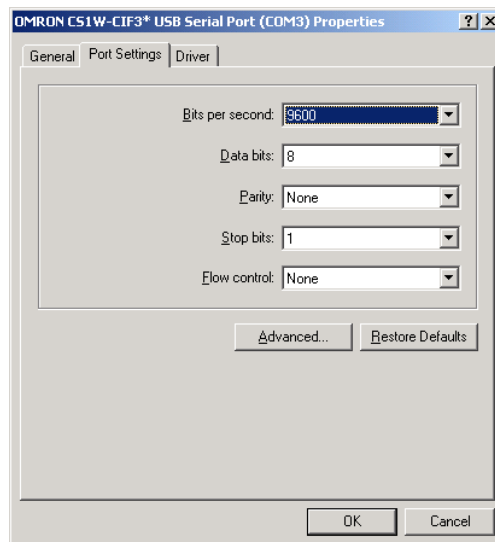 OMRON CS1W-CIF3* USB Serial Port (COM3) Properties
General Port Settings Driver
Bits per second: 9600
Data bits: 8
Parity: None
Stop bits: 1
Flow control: None
Advanced... Restore Defaults
OK Cancel